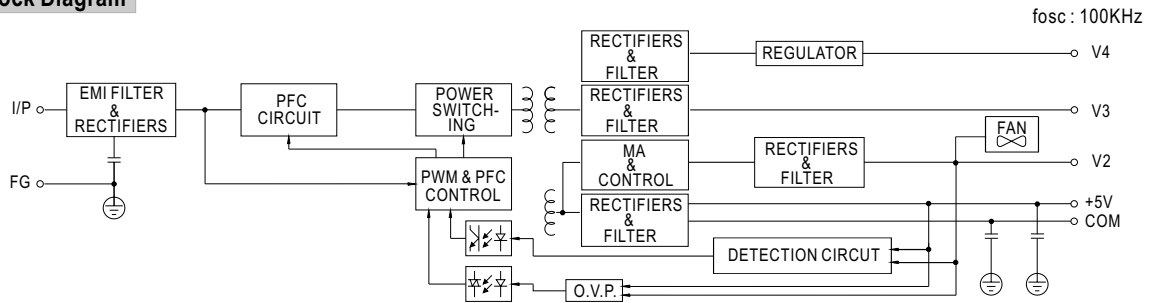 ock Diagram
fosc : 100KHz
RECTIFIERS
&
FILTER
REGULATOR
V4
I/P
EMI FILTER
&
RECTIFIERS
PFC
CIRCUIT
POWER
SWITCH-
ING
RECTIFIERS
&
FILTER
V3
FAN
MA
&
CONTROL
RECTIFIERS
&
FILTER
V2
FG
PWM & PFC
CONTROL
RECTIFIERS
&
FILTER
+5V
COM
DETECTION CIRCUT
O.V.P.